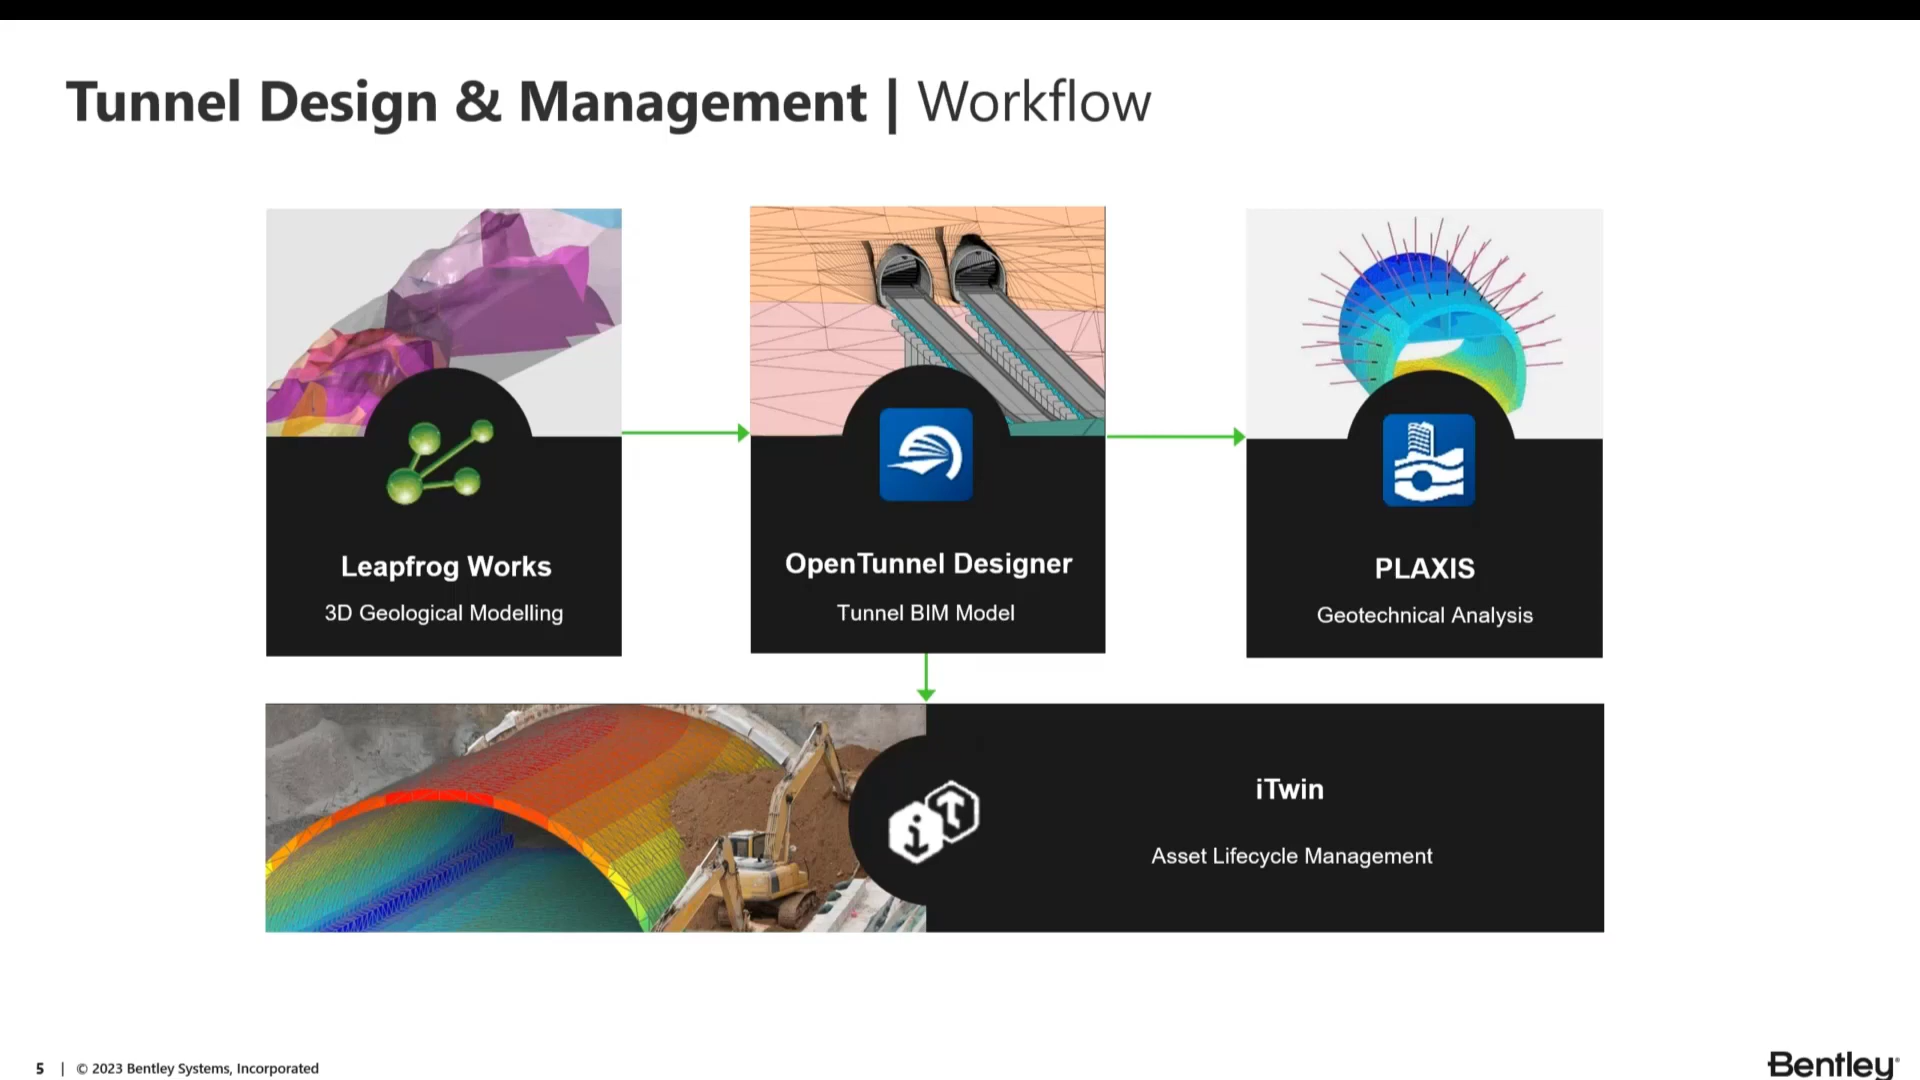 Tunnel Design & Management | Workflow
Leapfrog Works
3D Geological Modelling
OpenTunnel Designer
Tunnel BIM Model
PLAXIS
Geotechnical Analysis
iTwin
Asset Lifecycle Management
5 | © 2023 Bentley Systems, Incorporated
Bentley®